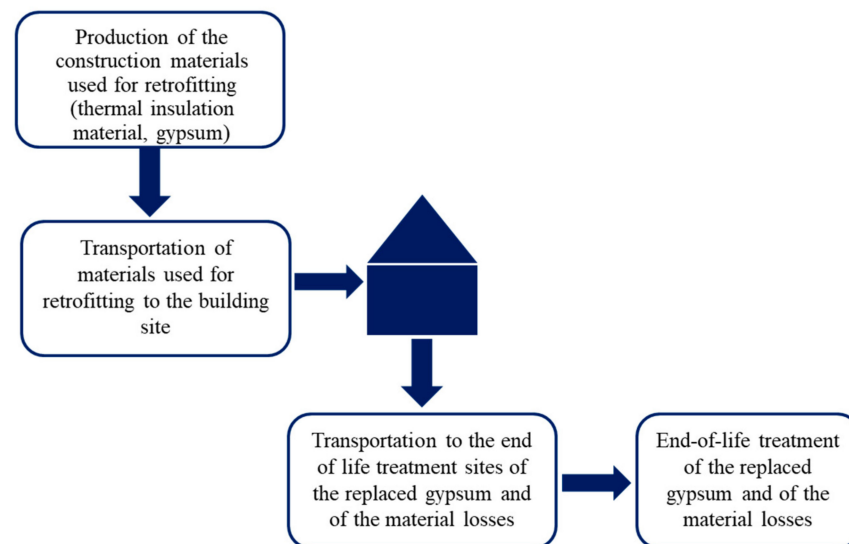 Production of the
construction materials
used for retrofitting
(thermal insulation
material, gypsum)
Transportation of
materials used for
retrofitting to the building
site
Transportation to the end
of life treatment sites of
the replaced gypsum and
of the material losses
End-of-life treatment
of the replaced
gypsum and of the
material losses